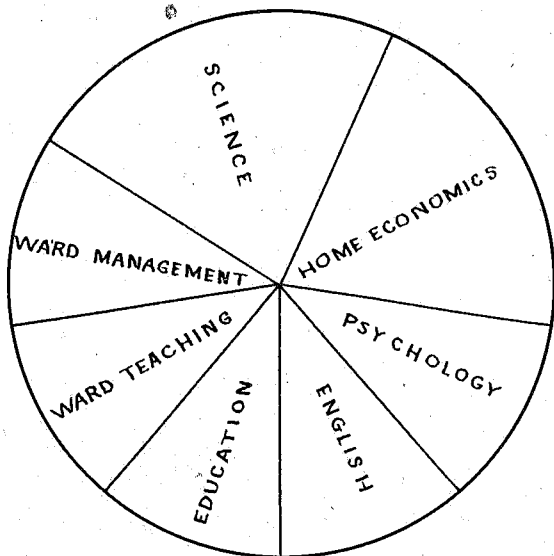 SCIENCE
HOME ECONOMICS
WARD MANAGEMENT
PSYCHOLOGY
WARD TEACHING
ENGLISH
EDUCATION